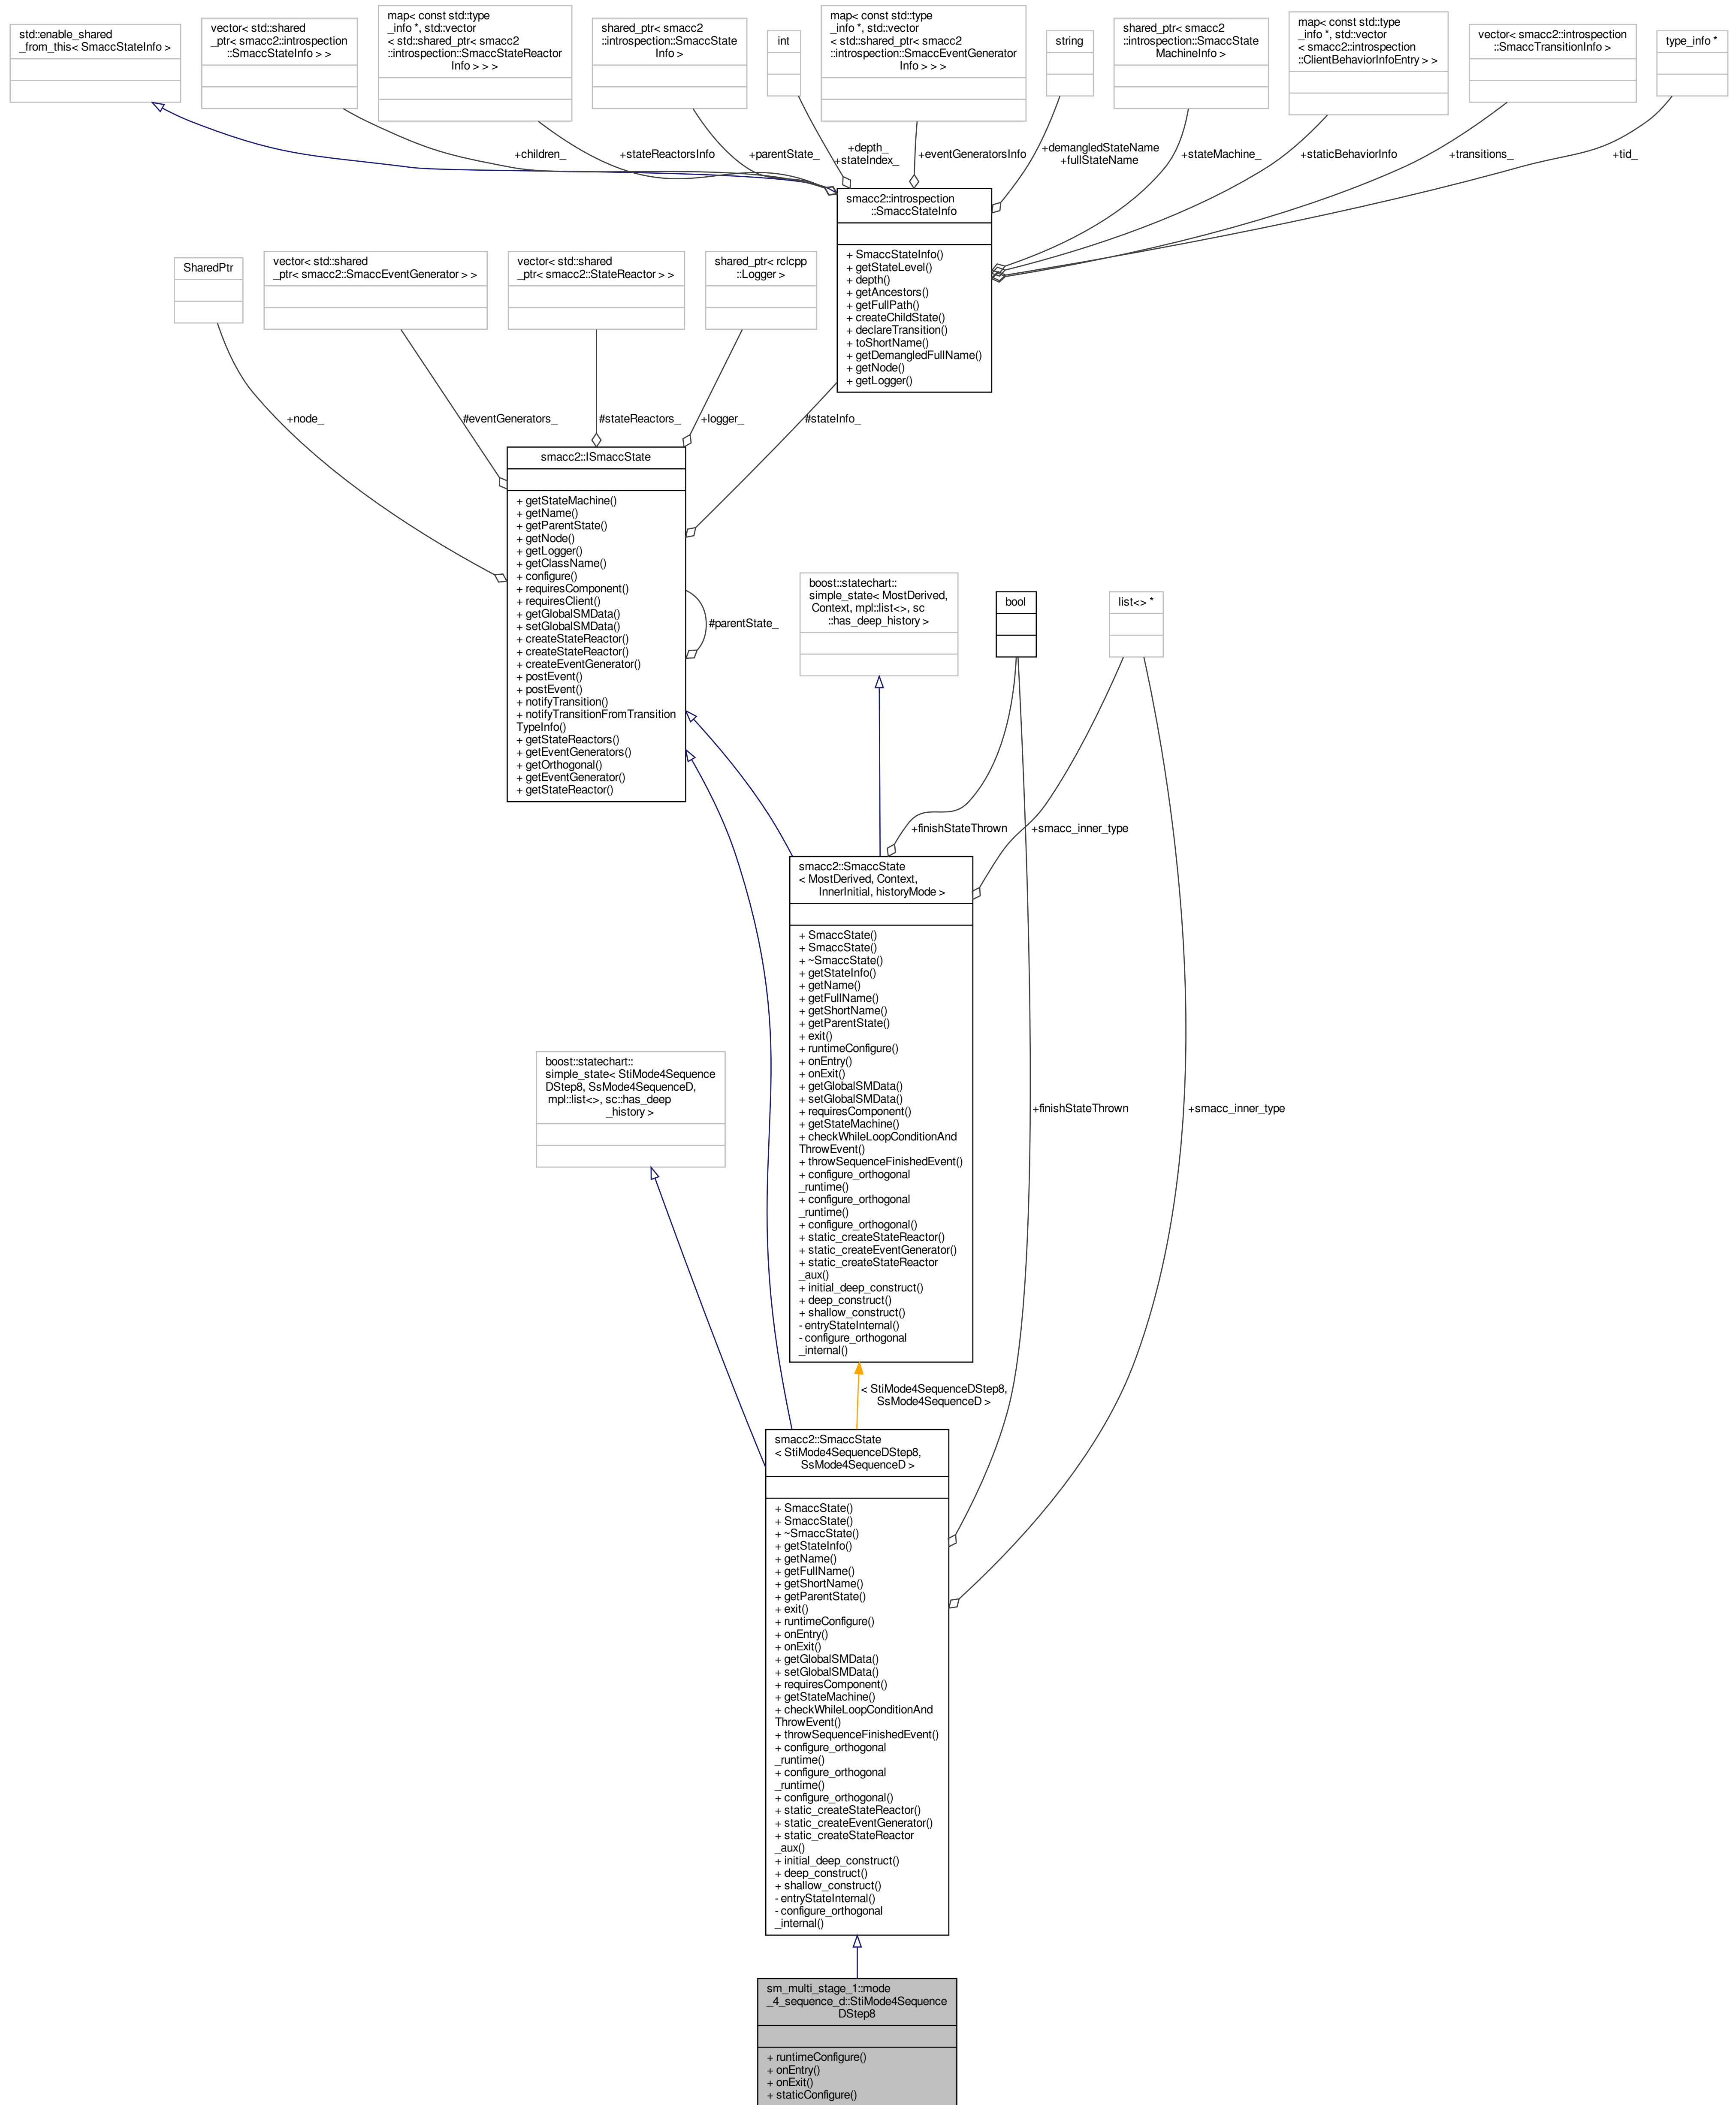 std::enable_shared
_from_this< SmaccStateInfo >
vector< std::shared
_ptr< smacc2::introspection
::SmaccStateInfo > >
map< const std::type
_info *, std::vector
< std::shared_ptr< smacc2
::introspection::SmaccStateReactor
Info > > >
shared_ptr< smacc2
::introspection::SmaccState
Info >
int
map< const std::type
_info *, std::vector
< std::shared_ptr< smacc2
::introspection::SmaccEventGenerator
Info > > >
string
shared_ptr< smacc2
::introspection::SmaccState
MachineInfo >
map< const std::type
_info *, std::vector
< smacc2::introspection
::ClientBehaviorInfoEntry > >
vector< smacc2::introspection
::SmaccTransitionInfo >
type_info *
+children_
+stateReactorsInfo
+parentState_
+depth_
+stateIndex_
+eventGeneratorsInfo
+demangledStateName
+fullStateName
+stateMachine_
+staticBehaviorInfo
+transitions_
+tid_
smacc2::introspection
::SmaccStateInfo
+ SmaccStateInfo()
+ getStateLevel()
+ depth()
+ getAncestors()
+ getFullPath()
+ createChildState()
+ declareTransition()
+ toShortName()
+ getDemangledFullName()
+ getNode()
+ getLogger()
SharedPtr
vector< std::shared
_ptr< smacc2::SmaccEventGenerator > >
vector< std::shared
_ptr< smacc2::StateReactor > >
shared_ptr< rclcpp
::Logger >
+node_
#eventGenerators_
#stateReactors_
+logger_
#stateInfo_
smacc2::ISmaccState
+ getStateMachine()
+ getName()
+ getParentState()
+ getNode()
+ getLogger()
+ getClassName()
+ configure()
+ requiresComponent()
+ requiresClient()
+ getGlobalSMData()
+ setGlobalSMData()
+ createStateReactor()
+ createStateReactor()
+ createEventGenerator()
+ postEvent()
+ postEvent()
+ notifyTransition()
+ notifyTransitionFromTransition
TypeInfo()
+ getStateReactors()
+ getEventGenerators()
+ getOrthogonal()
+ getEventGenerator()
+ getStateReactor()
#parentState_
boost::statechart::
simple_state< MostDerived,
Context, mpl::list<>, sc
::has_deep_history >
bool
list<> *
+finishStateThrown
+smacc_inner_type
smacc2::SmaccState
< MostDerived, Context,
InnerInitial, historyMode >
+ SmaccState()
+ SmaccState()
+ ~SmaccState()
+ getStateInfo()
+ getName()
+ getFullName()
+ getShortName()
+ getParentState()
+ exit()
+ runtimeConfigure()
+ onEntry()
+ onExit()
+ getGlobalSMData()
+ setGlobalSMData()
+ requiresComponent()
+ getStateMachine()
+ checkWhileLoopConditionAnd
ThrowEvent()
+ throwSequenceFinishedEvent()
+ configure_orthogonal
_runtime()
+ configure_orthogonal
_runtime()
+ configure_orthogonal()
+ static_createStateReactor()
+ static_createEventGenerator()
+ static_createStateReactor
_aux()
+ initial_deep_construct()
+ deep_construct()
+ shallow_construct()
- entryStateInternal()
- configure_orthogonal
_internal()
boost::statechart::
simple_state< StiMode4Sequence
DStep8, SsMode4SequenceD,
mpl::list<>, sc::has_deep
_history >
+finishStateThrown
+smacc_inner_type
< StiMode4SequenceDStep8,
SsMode4SequenceD >
smacc2::SmaccState
< StiMode4SequenceDStep8,
SsMode4SequenceD >
+ SmaccState()
+ SmaccState()
+ ~SmaccState()
+ getStateInfo()
+ getName()
+ getFullName()
+ getShortName()
+ getParentState()
+ exit()
+ runtimeConfigure()
+ onEntry()
+ onExit()
+ getGlobalSMData()
+ setGlobalSMData()
+ requiresComponent()
+ getStateMachine()
+ checkWhileLoopConditionAnd
ThrowEvent()
+ throwSequenceFinishedEvent()
+ configure_orthogonal
_runtime()
+ configure_orthogonal
_runtime()
+ configure_orthogonal()
+ static_createStateReactor()
+ static_createEventGenerator()
+ static_createStateReactor
_aux()
+ initial_deep_construct()
+ deep_construct()
+ shallow_construct()
- entryStateInternal()
- configure_orthogonal
_internal()
sm_multi_stage_1::mode
_4_sequence_d::StiMode4Sequence
DStep8
+ runtimeConfigure()
+ onEntry()
+ onExit()
+ staticConfigure()